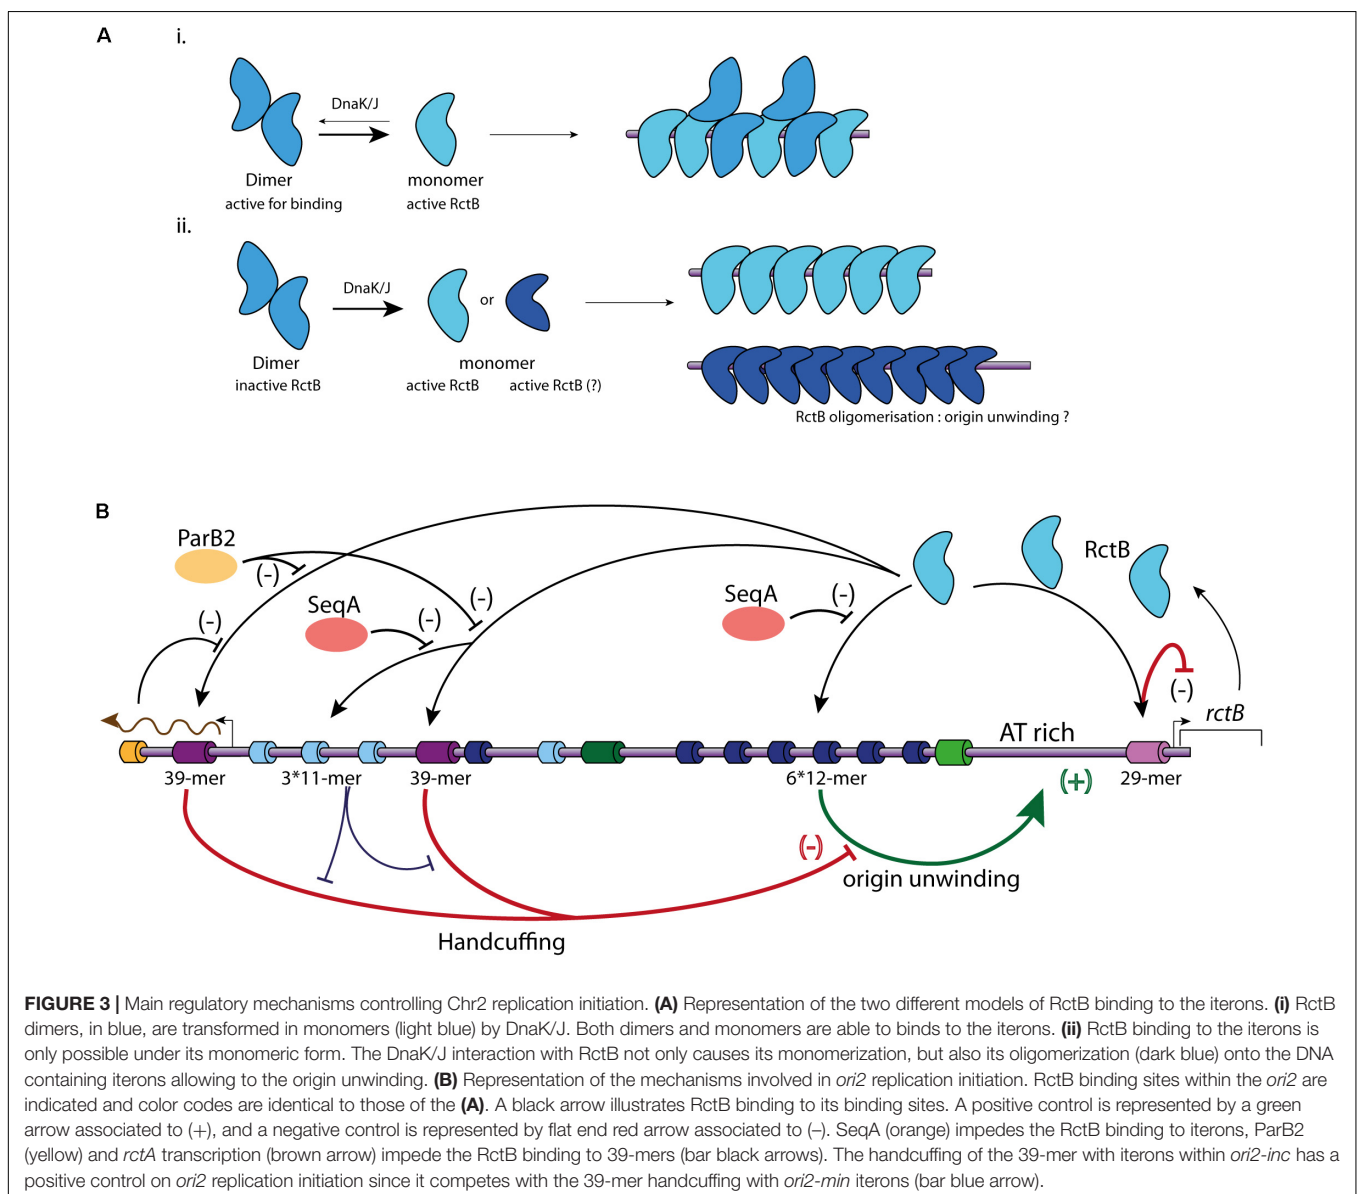 A
i.
DnaK/J
Dimer
active for binding
monomer
active RctB
ii.
DnaK/J
or
Dimer
inactive RctB
monomer
active RctB
active RctB (?)
RctB oligomerisation : origin unwinding ?
B
ParB2
(-)
(-)
SeqA
(-)
(-)
SeqA
(-)
RctB
(-)
rctB
AT rich
39-mer
3*11-mer
39-mer
6*12-mer
(+)
29-mer
(-)
origin unwinding
Handcuffing
FIGURE 3 | Main regulatory mechanisms controlling Chr2 replication initiation. (A) Representation of the two different models of RctB binding to the iterons. (i) RctB
dimers, in blue, are transformed in monomers (light blue) by DnaK/J. Both dimers and monomers are able to binds to the iterons. (ii) RctB binding to the iterons is
only possible under its monomeric form. The DnaK/J interaction with RctB not only causes its monomerization, but also its oligomerization (dark blue) onto the DNA
containing iterons allowing to the origin unwinding. (B) Representation of the mechanisms involved in ori2 replication initiation. RctB binding sites within the ori2 are
indicated and color codes are identical to those of the (A). A black arrow illustrates RctB binding to its binding sites. A positive control is represented by a green
arrow associated to (+), and a negative control is represented by flat end red arrow associated to (–). SeqA (orange) impedes the RctB binding to iterons, ParB2
(yellow) and rctA transcription (brown arrow) impede the RctB binding to 39-mers (bar black arrows). The handcuffing of the 39-mer with iterons within ori2-inc has a
positive control on ori2 replication initiation since it competes with the 39-mer handcuffing with ori2-min iterons (bar blue arrow).